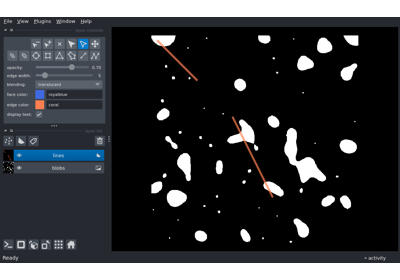 File View Plugins Window Help
opacity: 0.70
edge width: 5
blending: translucent
face color: royalblue
edge color: coral
display text: ✓
lines
blobs
Ready
activity